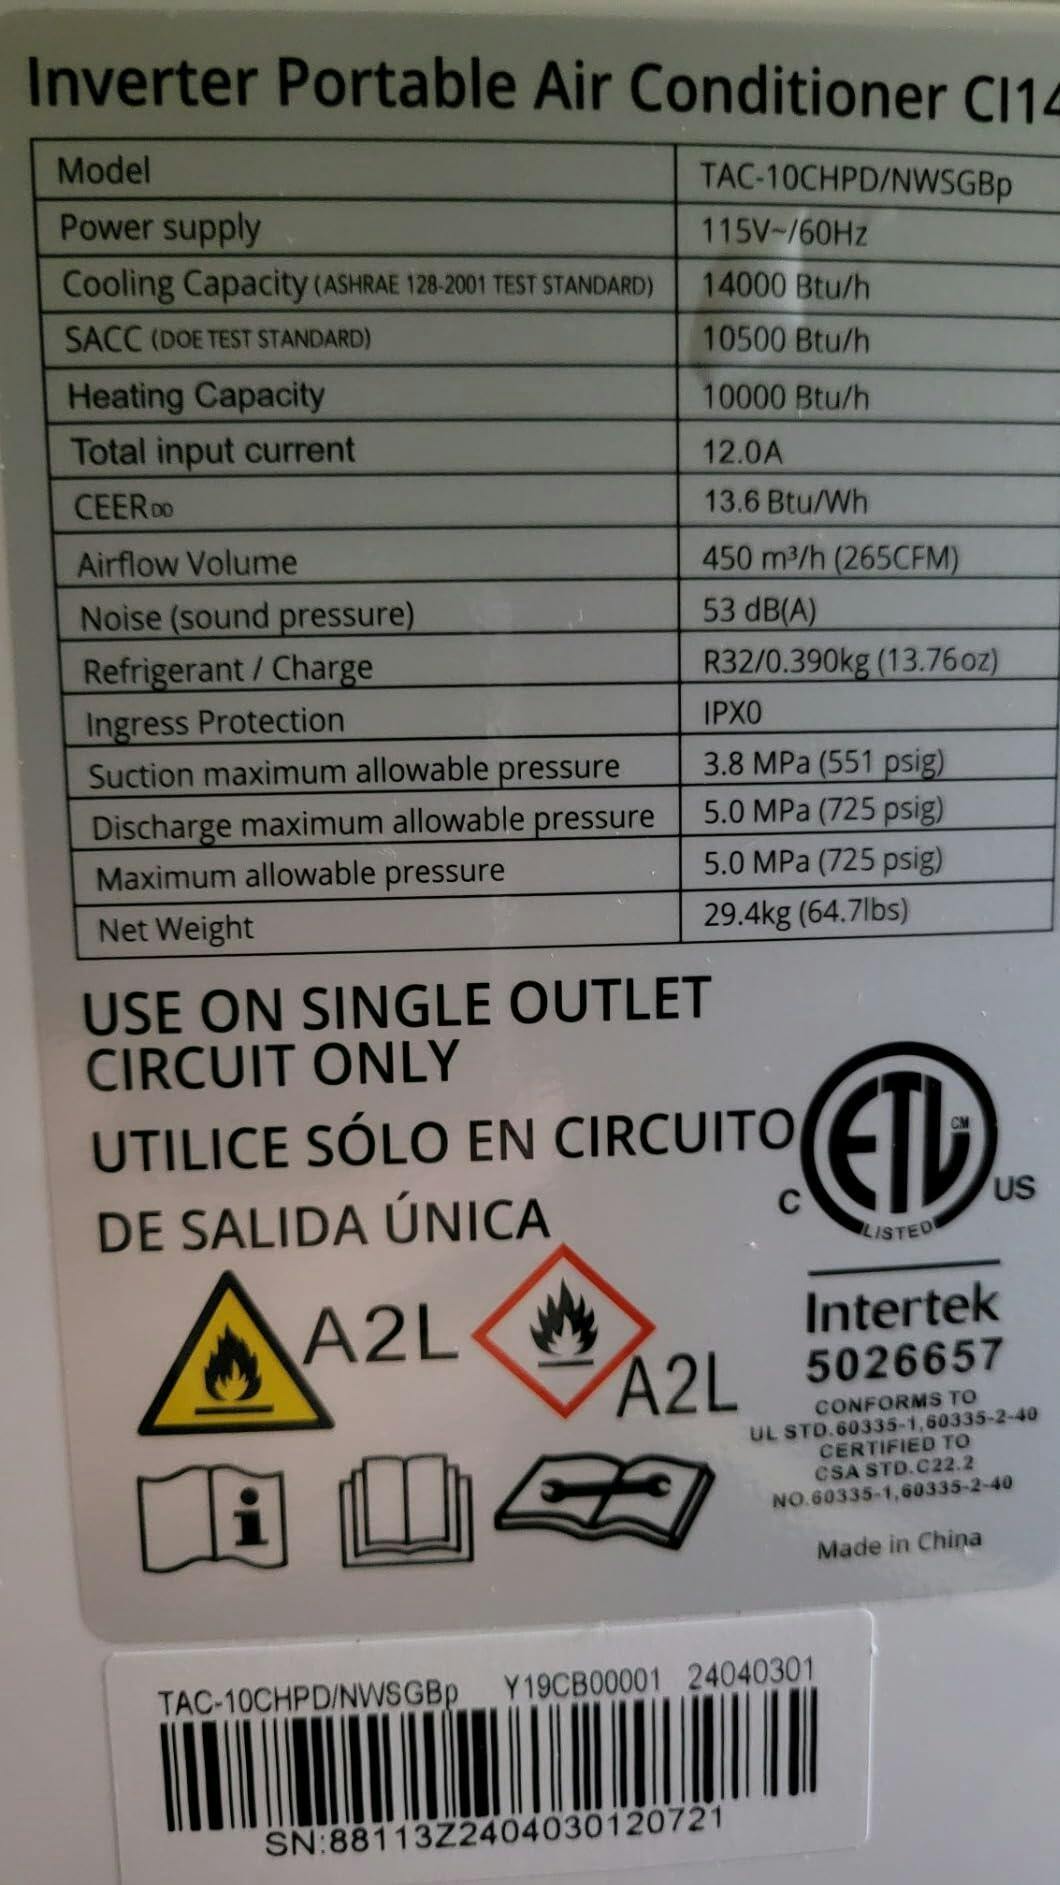 Inverter Portable Air Conditioner CI14
Model TAC-10CHPD/NWSGBp
Power supply 115V~/60Hz
Cooling Capacity (ASHRAE 128-2001 TEST STANDARD) 14000 Btu/h
SACC (DOE TEST STANDARD) 10500 Btu/h
Heating Capacity 10000 Btu/h
Total input current 12.0A
CEERDD 13.6 Btu/Wh
Airflow Volume 450 m³/h (265CFM)
Noise (sound pressure) 53 dB(A)
Refrigerant / Charge R32/0.390kg (13.76oz)
Ingress Protection IPX0
Suction maximum allowable pressure 3.8 MPa (551 psig)
Discharge maximum allowable pressure 5.0 MPa (725 psig)
Maximum allowable pressure 5.0 MPa (725 psig)
Net Weight 29.4kg (64.7lbs)
USE ON SINGLE OUTLET
CIRCUIT ONLY
UTILICE SÓLO EN CIRCUITO
DE SALIDA ÚNICA
ETL CM
C US
LISTED
A2L
A2L
Intertek
5026657
CONFORMS TO
UL STD.60335-1,60335-2-40
CERTIFIED TO
CSA STD.C22.2
NO.60335-1,60335-2-40
Made in China
TAC-10CHPD/NWSGBp Y19CB00001 24040301
SN:88113Z2404030120721